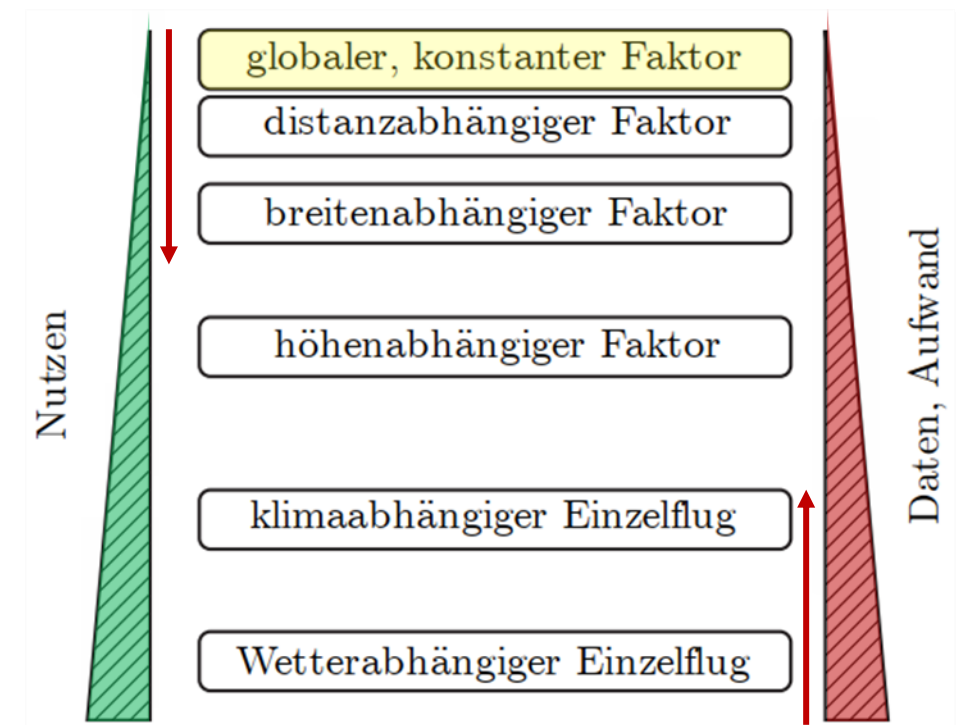 globaler, konstanter Faktor
distanzabhängiger Faktor
breitenabhängiger Faktor
Nutzen
höhenabhängiger Faktor
Daten, Aufwand
klimaabhängiger Einzelflug
Wetterabhängiger Einzelflug